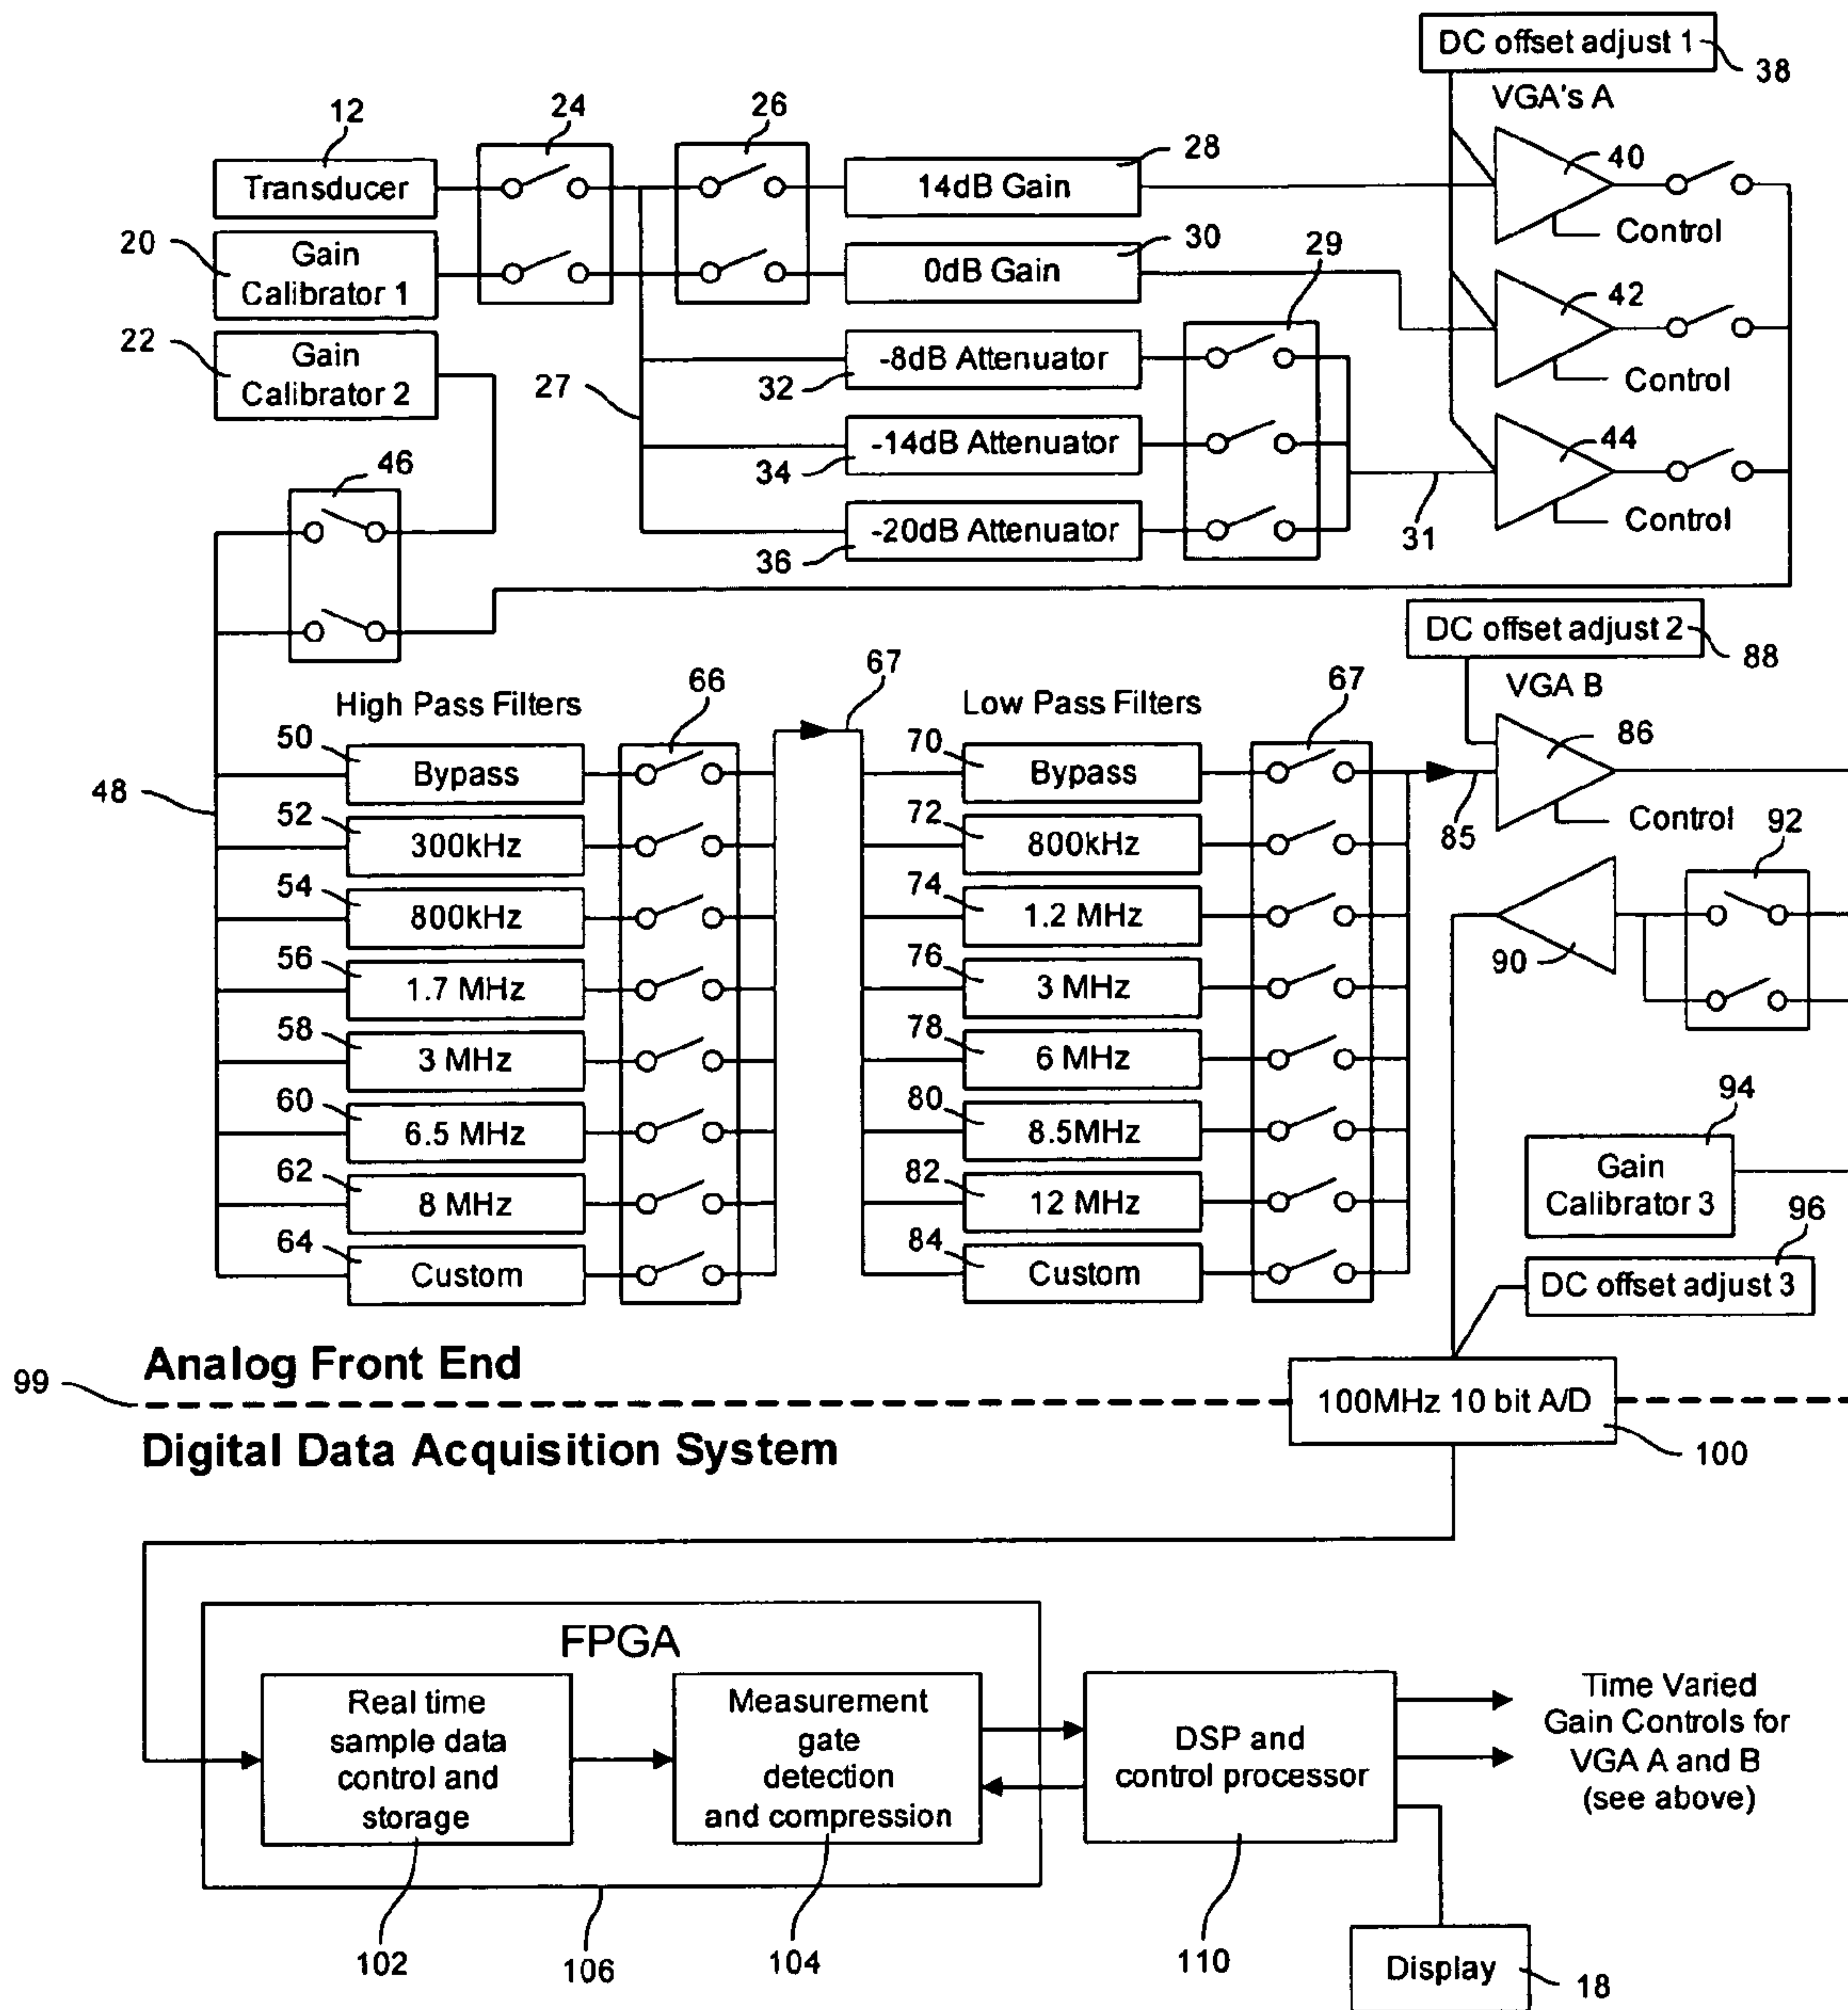 DC offset adjust 1
38
VGA's A
12
24
26
28
40
Transducer
14dB Gain
Control
20
Gain
Calibrator 1
30
0dB Gain
29
42
22
Gain
Calibrator 2
-8dB Attenuator
32
Control
27
-14dB Attenuator
34
44
46
-20dB Attenuator
36
31
Control
DC offset adjust 2
88
VGA B
High Pass Filters
66
67
Low Pass Filters
67
50
Bypass
70
Bypass
86
48
52
300kHz
72
800kHz
85
Control
92
54
800kHz
74
1.2 MHz
90
56
1.7 MHz
76
3 MHz
58
3 MHz
78
6 MHz
60
6.5 MHz
80
8.5MHz
94
Gain
Calibrator 3
62
8 MHz
82
12 MHz
96
64
Custom
84
Custom
DC offset adjust 3
Analog Front End
99
100MHz 10 bit A/D
100
Digital Data Acquisition System
FPGA
Real time
sample data
control and
storage
Measurement
gate
detection
and compression
DSP and
control processor
Time Varied
Gain Controls for
VGA A and B
(see above)
102
106
104
110
Display
18